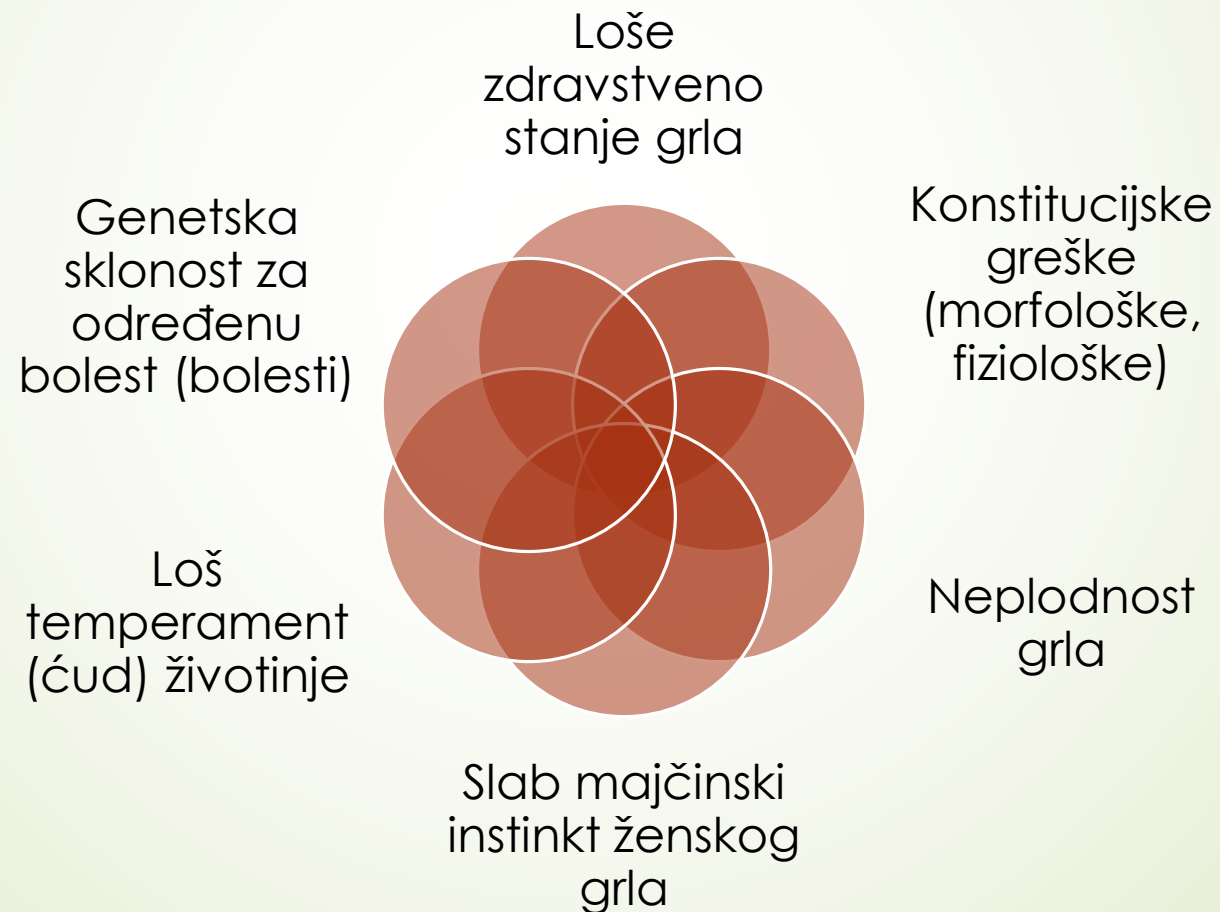 Loše
zdravstveno
stanje grla
Konstitucijske
greške
(morfološke,
fiziološke)
Neplodnost
grla
Slab majčinski
instinkt ženskog
grla
Loš
temperament
(ćud) životinje
Genetska
sklonost za
određenu
bolest (bolesti)